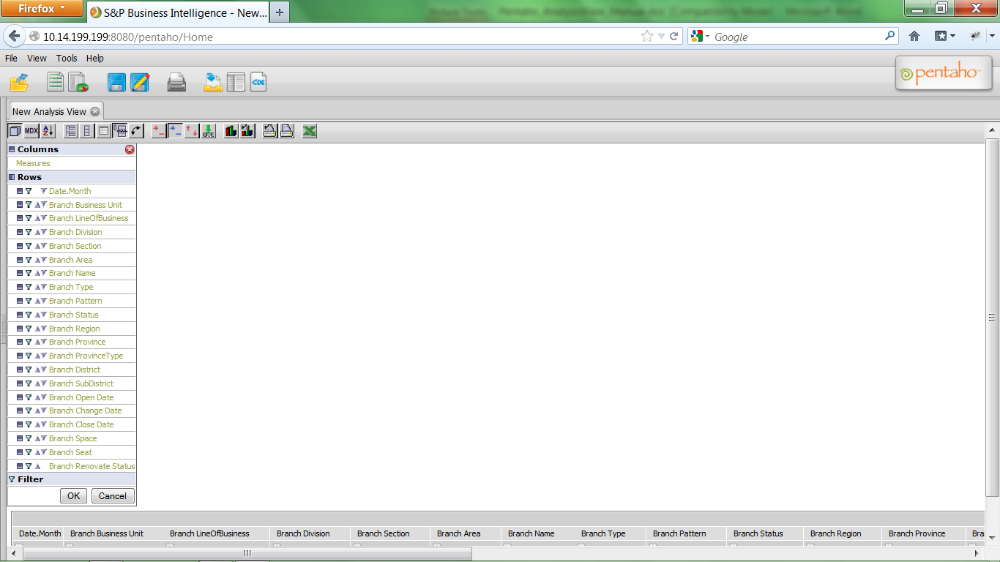 Firefox
S&P Business Intelligence - New...
Picture Tools
Pentaho_AnalysisView_Manual.doc [Compatibility Mode] - Microsoft Word
10.14.199.199:8080/pentaho/Home
Google
File View Tools Help
CDE
pentaho
New Analysis View
MDX A Z
Columns
Measures
Rows
Date.Month
Branch Business Unit
Branch LineOfBusiness
Branch Division
Branch Section
Branch Area
Branch Name
Branch Type
Branch Pattern
Branch Status
Branch Region
Branch Province
Branch ProvinceType
Branch District
Branch SubDistrict
Branch Open Date
Branch Change Date
Branch Close Date
Branch Space
Branch Seat
Branch Renovate Status
Filter
OK Cancel
Date.Month Branch Business Unit Branch LineOfBusiness Branch Division Branch Section Branch Area Branch Name Branch Type Branch Pattern Branch Status Branch Region Branch Province Bra